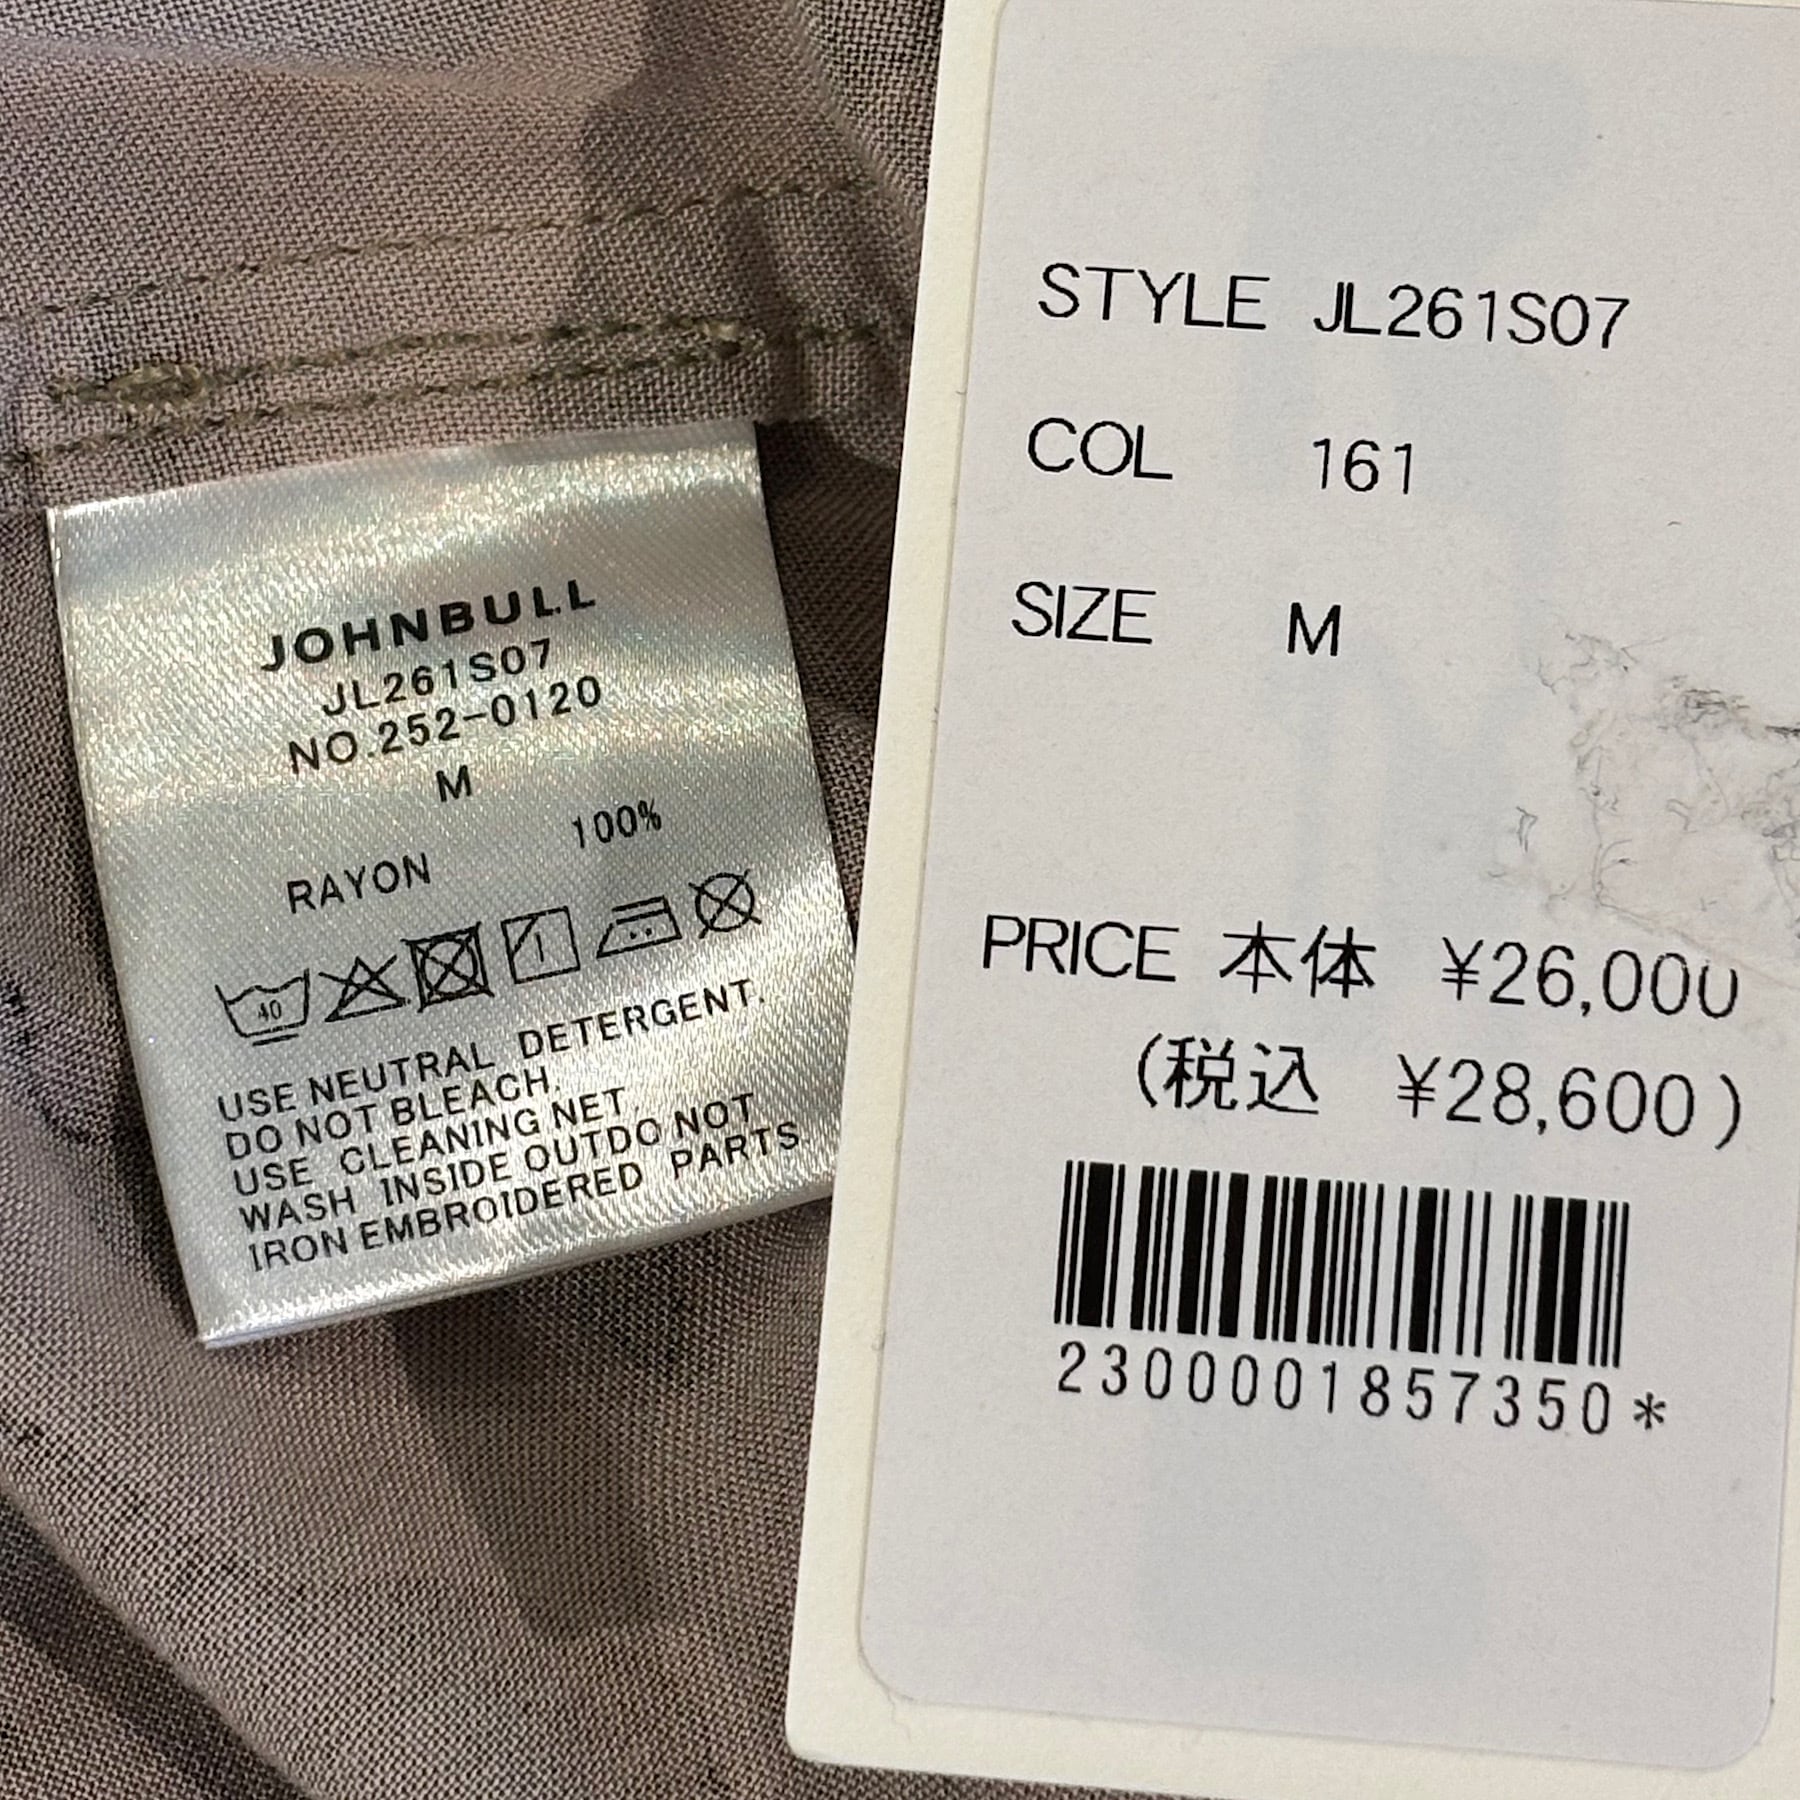 JOHNBULL
JL261S07
NO.252-0120
M
100%
RAYON
40
USE NEUTRAL DETERGENT.
DO NOT BLEACH.
USE CLEANING NET.
WASH INSIDE OUTDO NOT
IRON EMBROIDERED PARTS
STYLE JL261S07
COL 161
SIZE M
PRICE 本体 ¥26,000
(税込 ¥28,600)
2300001857350*